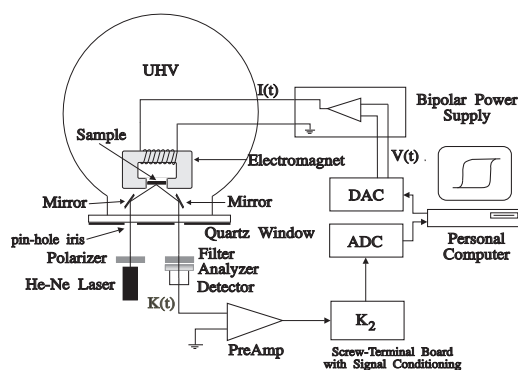 UHV
I(t)
Bipolar Power
Supply
Sample
Electromagnet
V(t)
Mirror
Mirror
DAC
pin-hole iris
Quartz Window
ADC
Personal
Computer
Polarizer
Filter
Analyzer
He-Ne Laser
Detector
K(t)
K2
PreAmp
Screw-Terminal Board
with Signal Conditioning